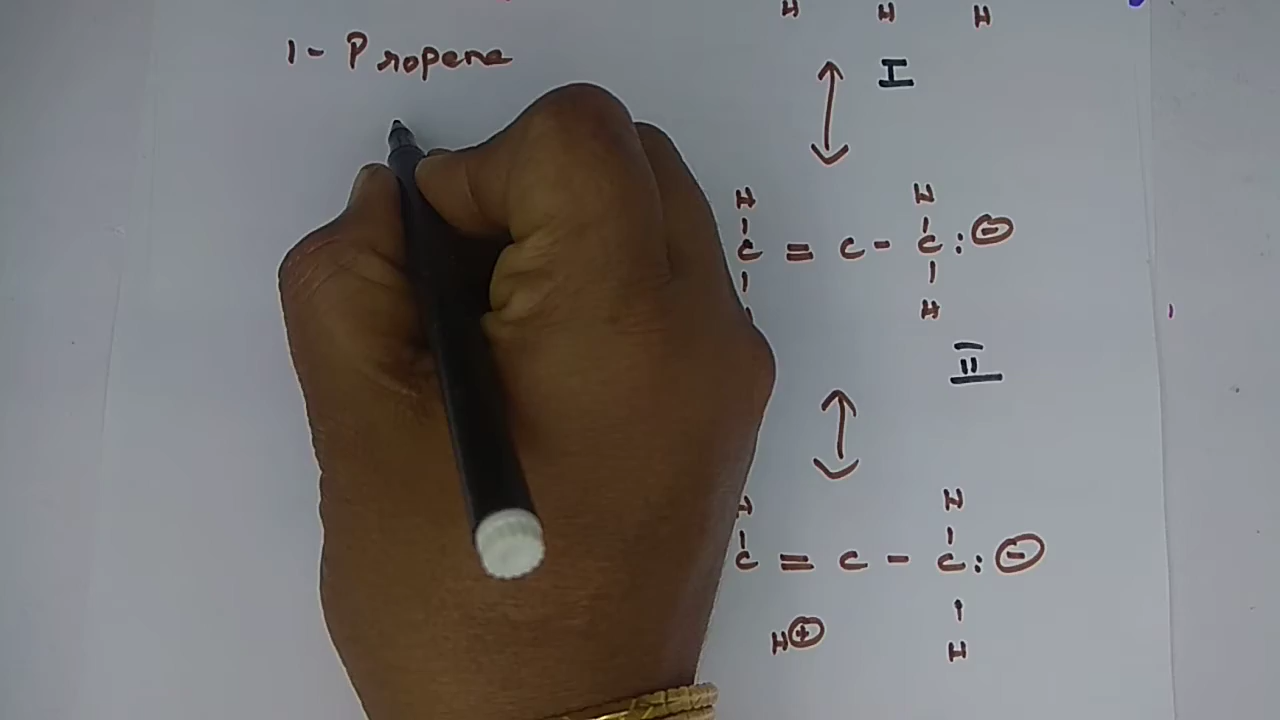 H H H
1- Propene
I
H H
C = C - C : ⊖
H
II
H H
C = C - C : ⊖
H⊕
H